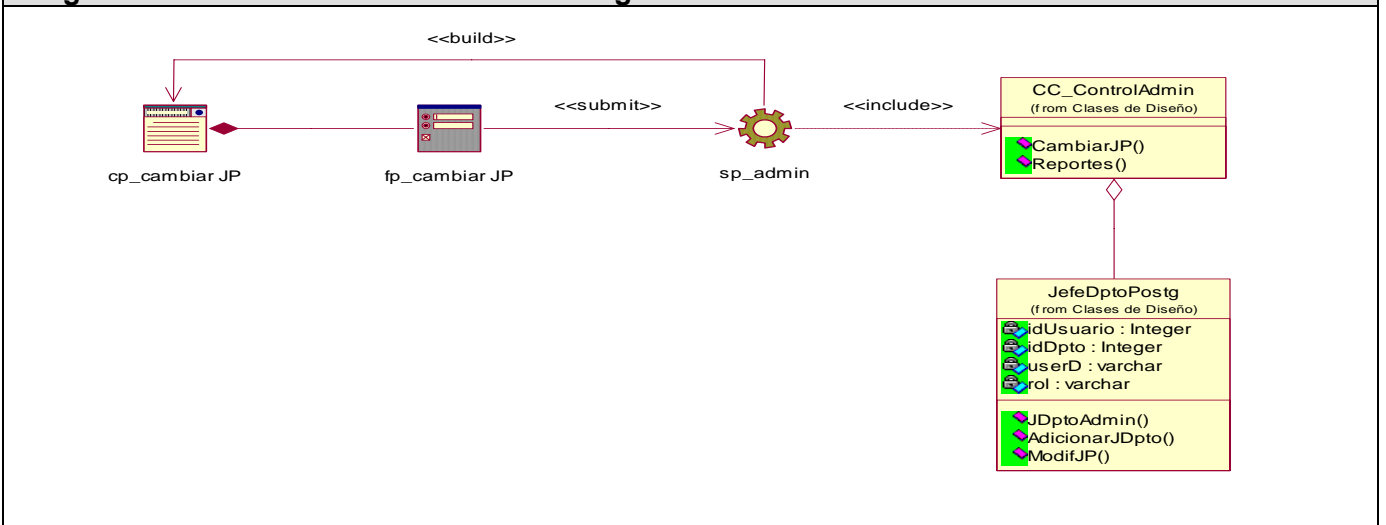 <<build>>
<<submit>>
<<include>>
cp_cambiar JP
fp_cambiar JP
sp_admin
CC_ControlAdmin
(from Clases de Diseño)
CambiarJP()
Reportes()
JefeDptoPostg
(from Clases de Diseño)
idUsuario : Integer
idDpto : Integer
userD : varchar
rol : varchar
JDptoAdmin()
AdicionarJDpto()
ModifJP()